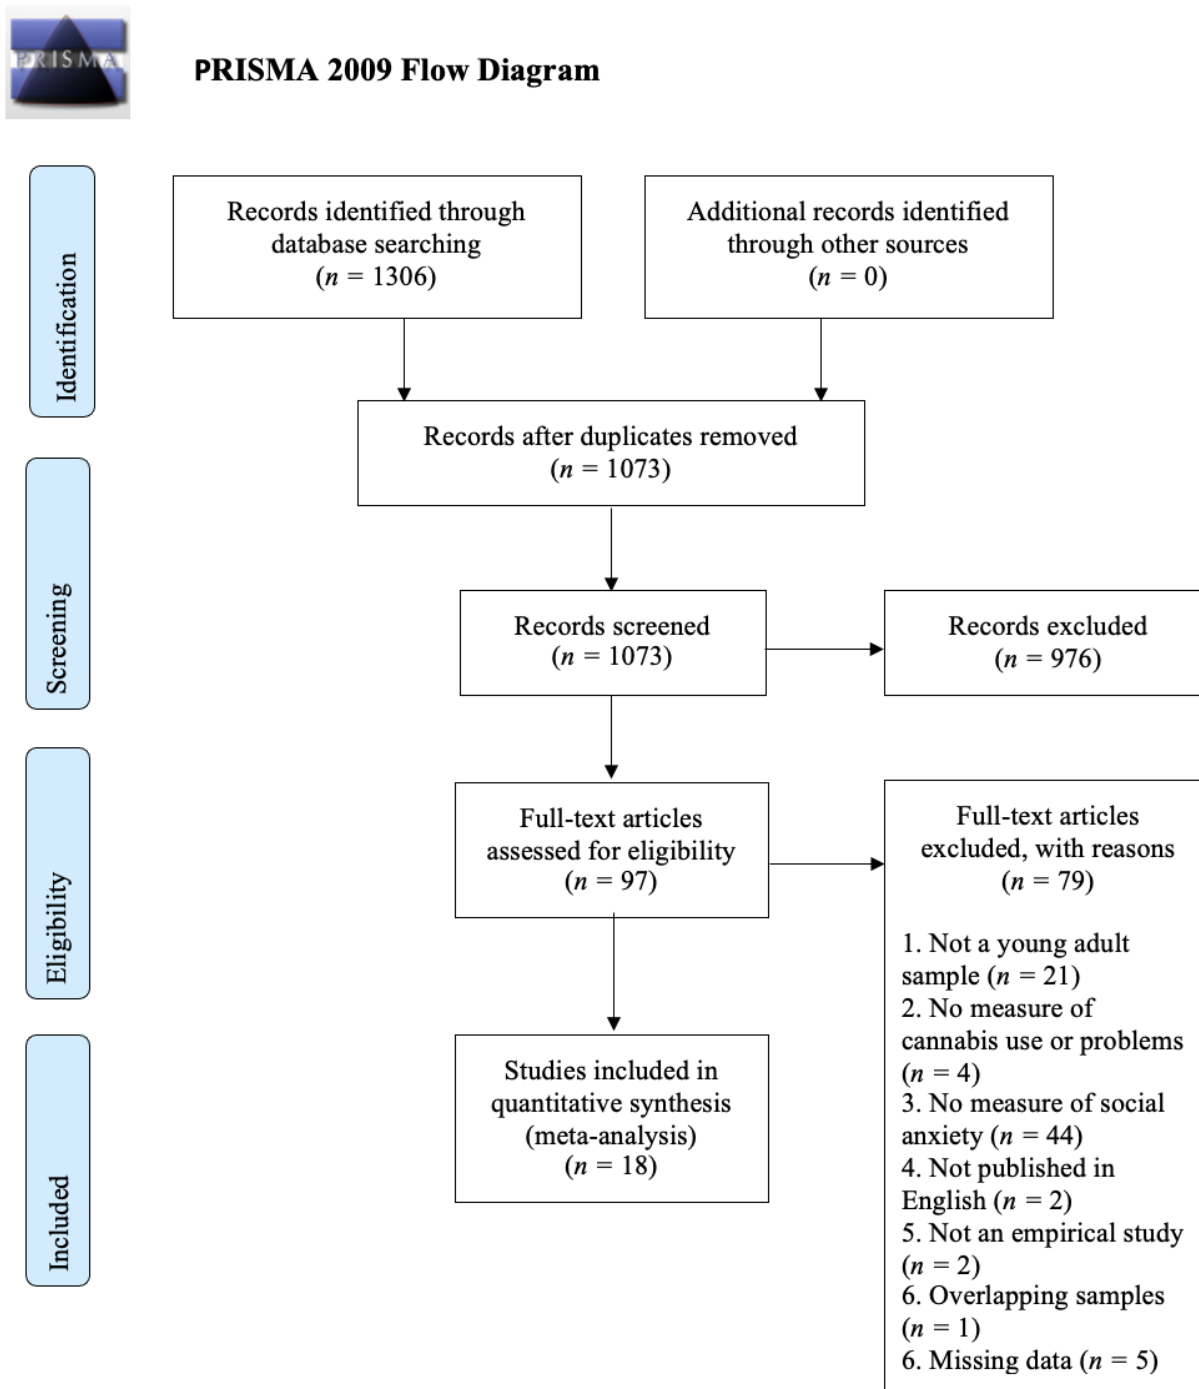 PRISMA
PRISMA 2009 Flow Diagram
Identification
Records identified through
database searching
(n = 1306)
Additional records identified
through other sources
(n = 0)
Records after duplicates removed
(n = 1073)
Screening
Records screened
(n = 1073)
Records excluded
(n = 976)
Eligibility
Full-text articles
assessed for eligibility
(n = 97)
Full-text articles
excluded, with reasons
(n = 79)
1. Not a young adult
sample (n = 21)
2. No measure of
cannabis use or problems
(n = 4)
3. No measure of social
anxiety (n = 44)
4. Not published in
English (n = 2)
5. Not an empirical study
(n = 2)
6. Overlapping samples
(n = 1)
6. Missing data (n = 5)
Included
Studies included in
quantitative synthesis
(meta-analysis)
(n = 18)